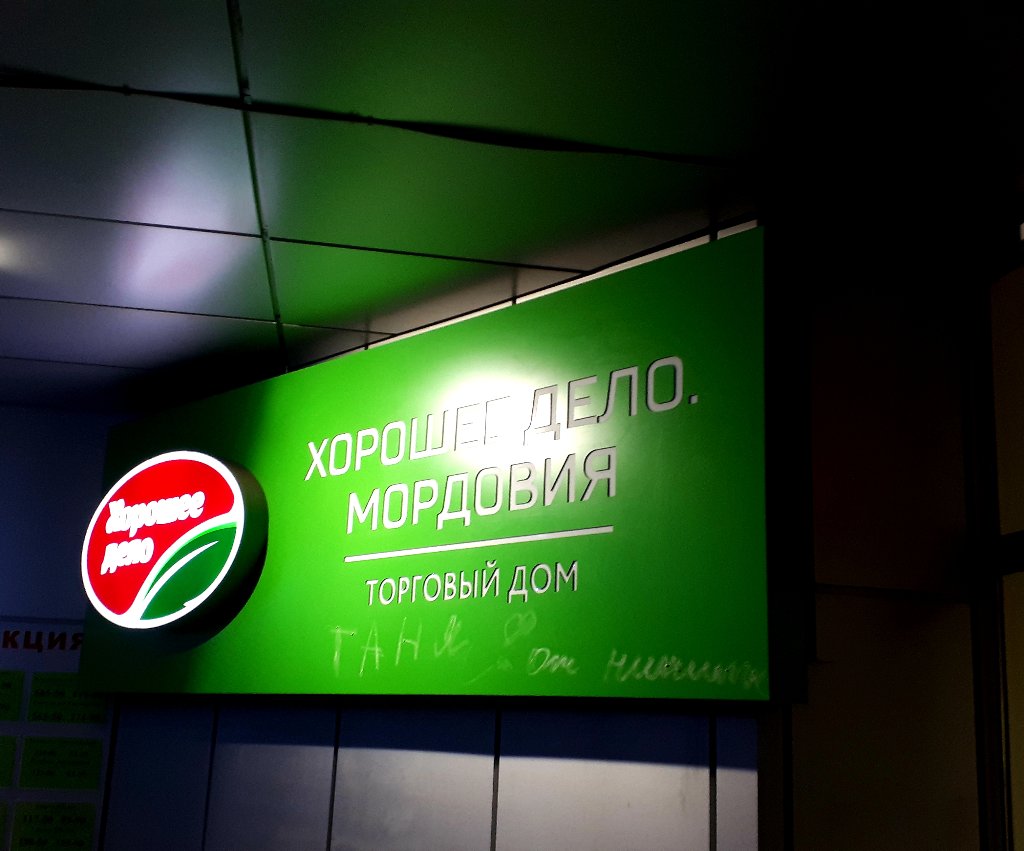 Хорошее
дело
ХОРОШЕЕ ДЕЛО.
МОРДОВИЯ
ТОРГОВЫЙ ДОМ
ТАНЯ
От
КЦИЯ